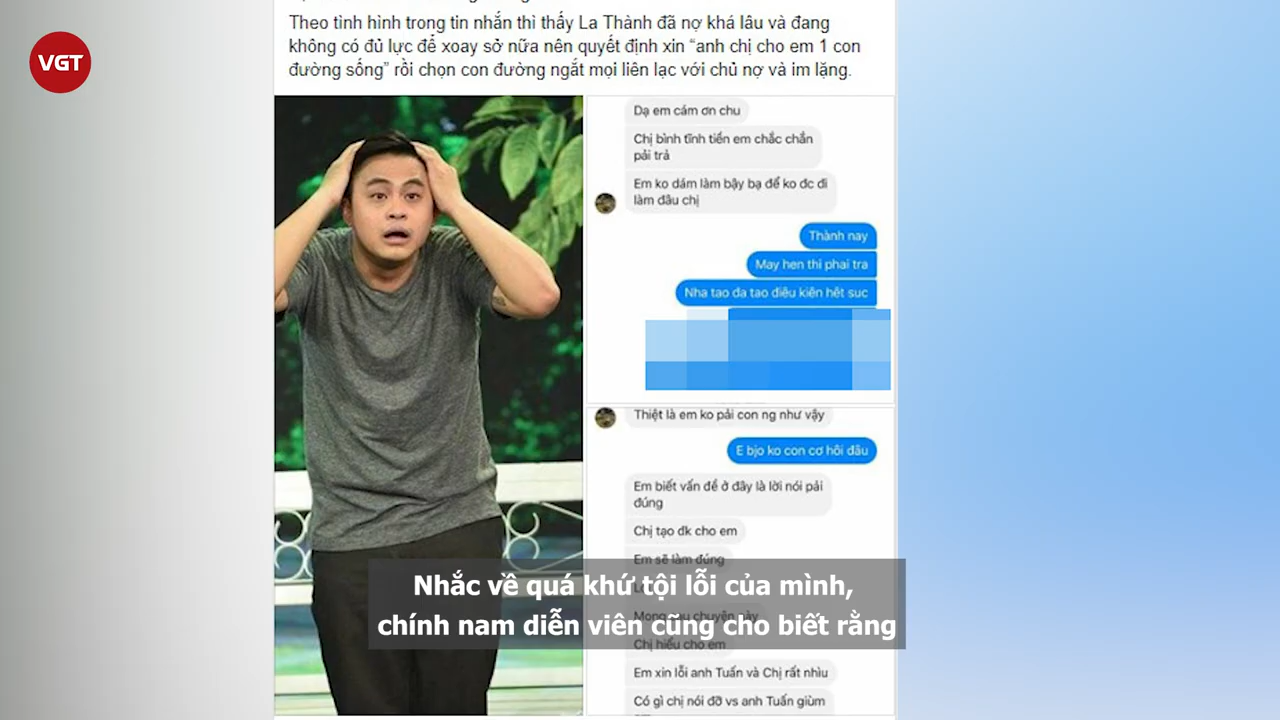 VGT
Theo tình hình trong tin nhắn thì thấy La Thành đã nợ khá lâu và đang
không có đủ lực để xoay sở nữa nên quyết định xin “anh chị cho em 1 con
đường sống” rồi chọn con đường ngắt mọi liên lạc với chủ nợ và im lặng.
Dạ em cám ơn chu
Chị bình tĩnh tiền em chắc chắn
pải trả
Em ko dám làm bậy bạ để ko đc đi
làm đâu chị
Thành nay
May hen thi phai tra
Nha tao da tao điêu kiên hêt suc
Thiệt là em ko pải con ng như vậy
E bjo ko con cơ hôi đâu
Em biết vấn đề ở đây là lời nói pải
đúng
Chị tạo đk cho em
Em sẽ làm đúng
Nhắc về quá khứ tội lỗi của mình,
chính nam diễn viên cũng cho biết rằng
Chị hiểu cho em
Em xin lỗi anh Tuấn và Chị rất nhìu
Có gì chị nói đỡ vs anh Tuấn giùm